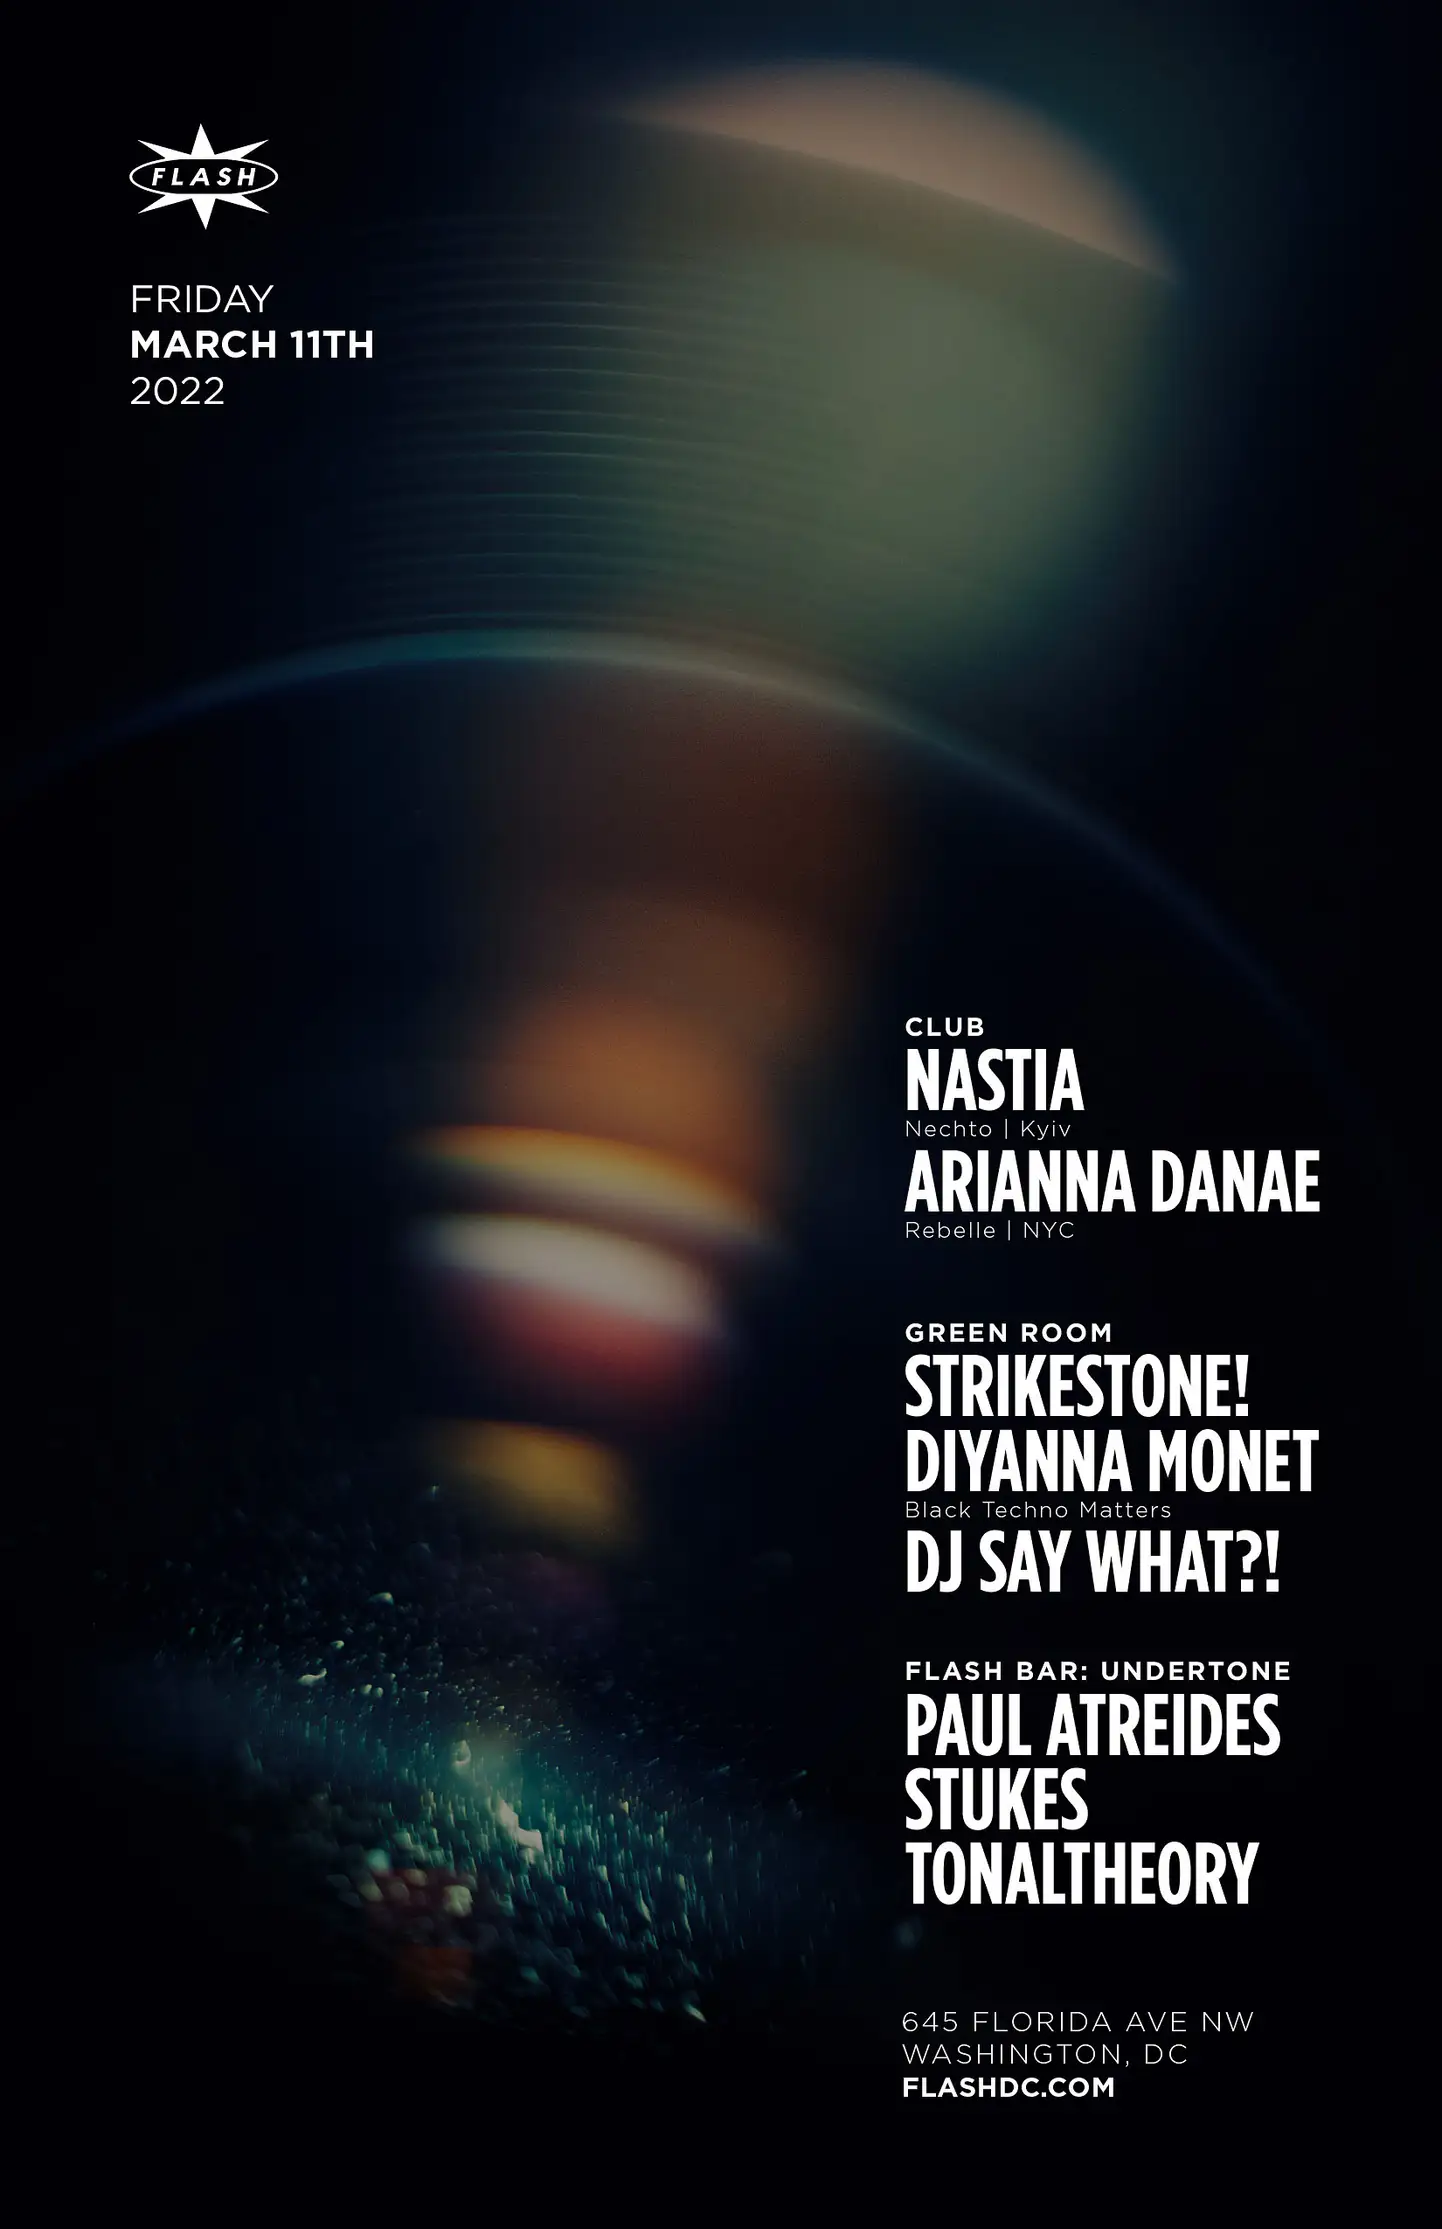 FLASH
FRIDAY
MARCH 11TH
2022
CLUB
NASTIA
Nechto | Kyiv
ARIANNA DANAE
Rebelle | NYC
GREEN ROOM
STRIKESTONE!
DIYANNA MONET
Black Techno Matters
DJ SAY WHAT?!
FLASH BAR: UNDERTONE
PAUL ATREIDES
STUKES
TONALTHEORY
645 FLORIDA AVE NW
WASHINGTON, DC
FLASHDC.COM